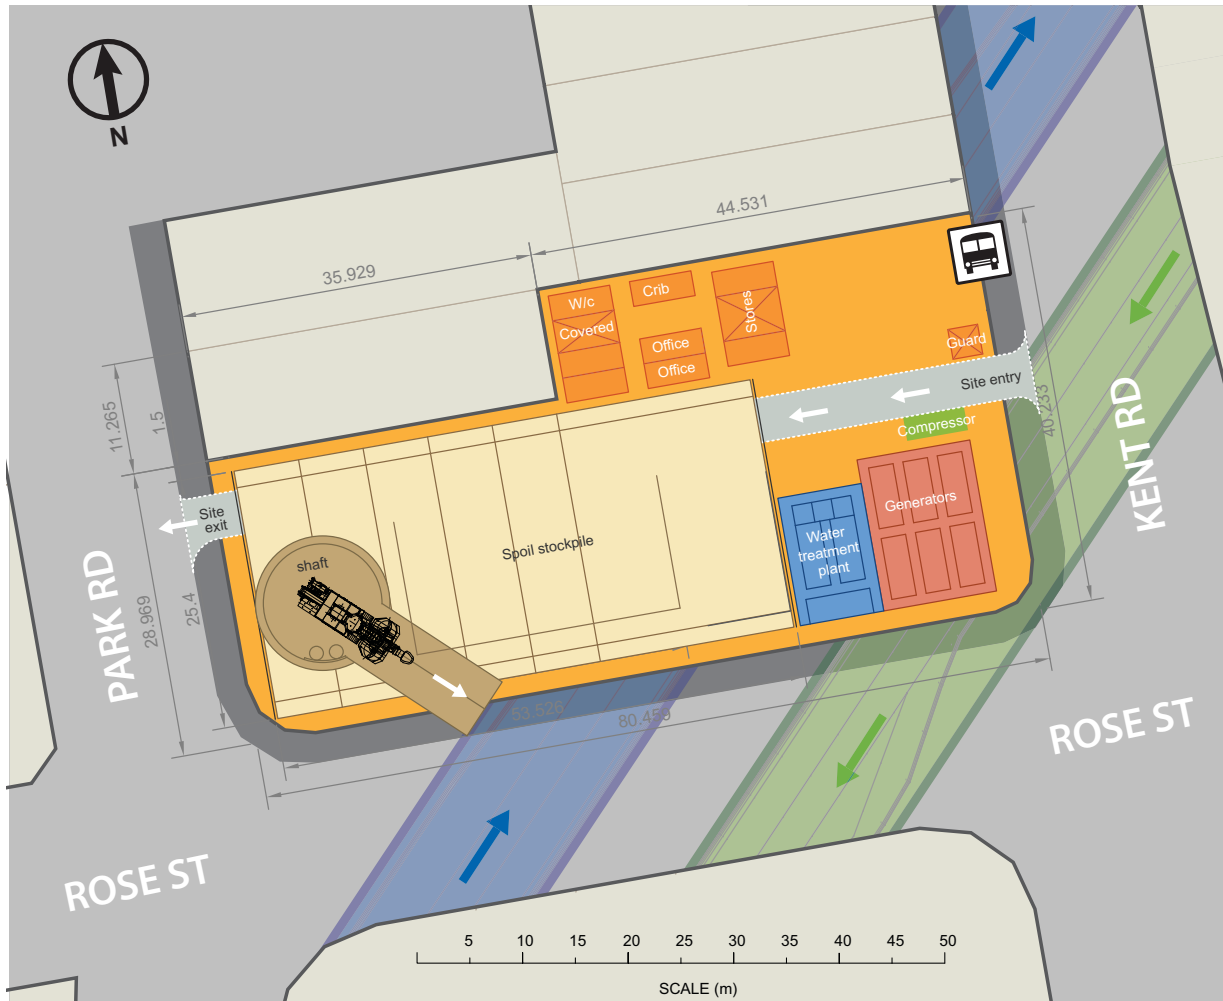 N
44.531
35.929
W/c
Covered
Crib
Stores
Office
Office
Guard
Site entry
Compressor
40.233
KENT RD
11.265
1.5
Site
exit
Generators
Water
treatment
plant
Spoil stockpile
shaft
PARK RD
28.969
25.4
53.526
80.459
ROSE ST
ROSE ST
5 10 15 20 25 30 35 40 45 50
SCALE (m)